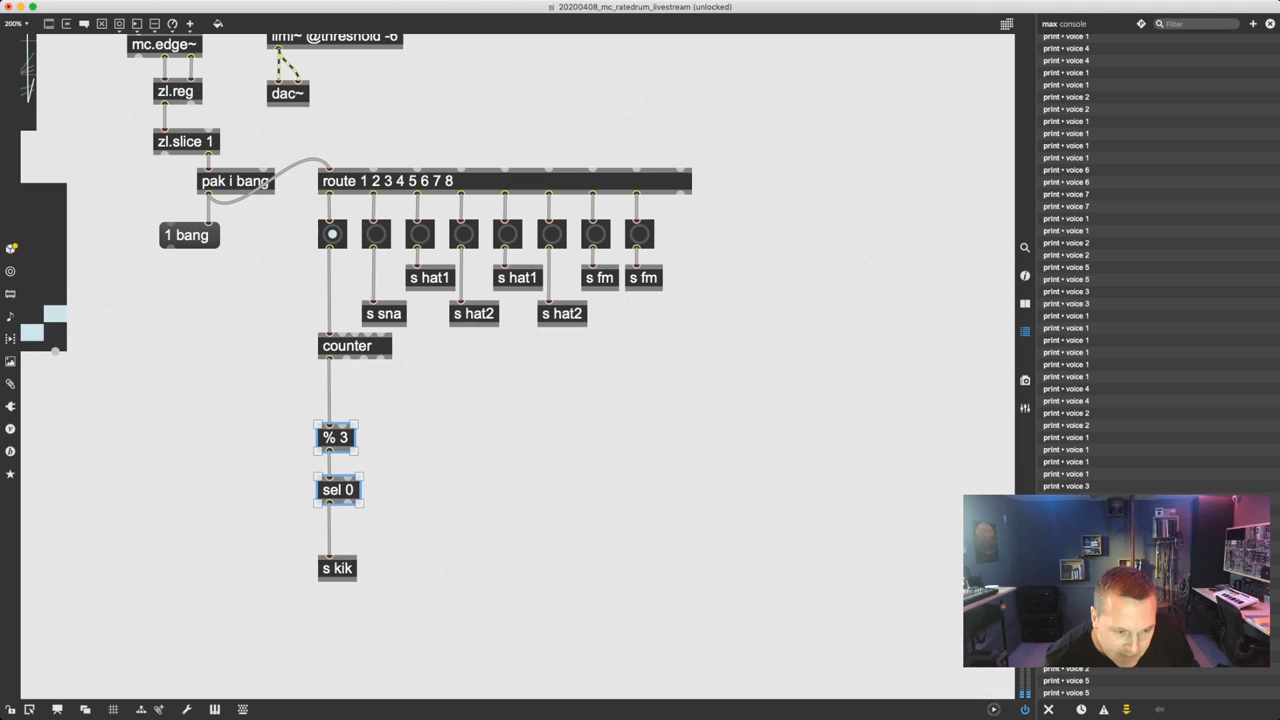 20200408_mc_ratedrum_livestream (unlocked)
200%
max console
Filter
mc.edge~
limi~ @threshold -6
zl.reg
dac~
zl.slice 1
pak i bang
route 1 2 3 4 5 6 7 8
1 bang
s hat1
s hat1
s fm
s fm
s sna
s hat2
s hat2
counter
% 3
sel 0
s kik
print • voice 1
print • voice 4
print • voice 4
print • voice 1
print • voice 1
print • voice 2
print • voice 2
print • voice 1
print • voice 1
print • voice 1
print • voice 6
print • voice 6
print • voice 7
print • voice 7
print • voice 1
print • voice 1
print • voice 2
print • voice 2
print • voice 5
print • voice 5
print • voice 3
print • voice 3
print • voice 1
print • voice 1
print • voice 1
print • voice 1
print • voice 1
print • voice 1
print • voice 1
print • voice 4
print • voice 4
print • voice 2
print • voice 2
print • voice 1
print • voice 1
print • voice 1
print • voice 1
print • voice 3
print • voice 2
print • voice 5
print • voice 5